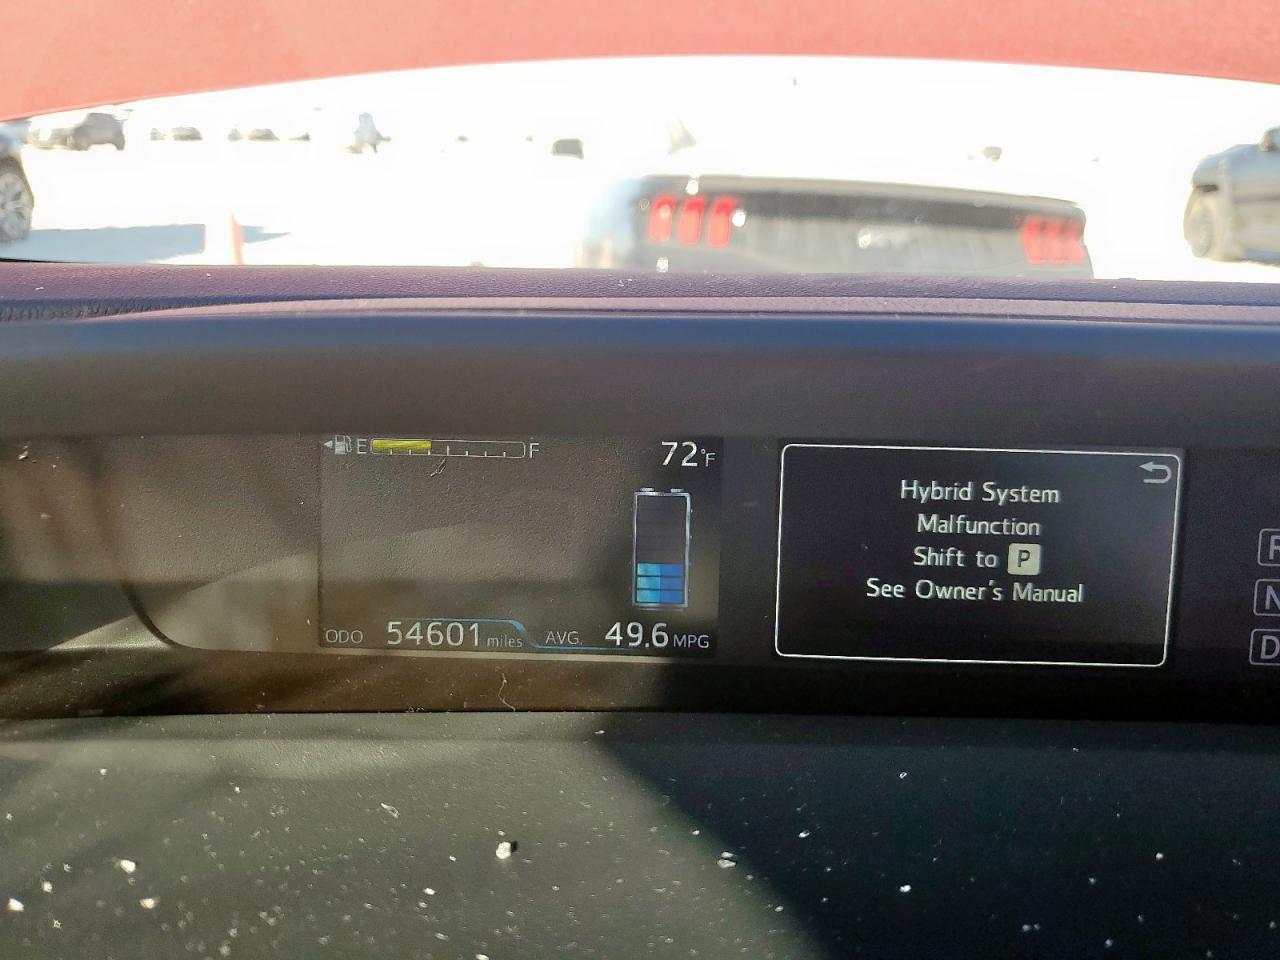 E F
72°F
ODO 54601 miles AVG. 49.6 MPG
Hybrid System
Malfunction
Shift to P
See Owner's Manual
R
N
D